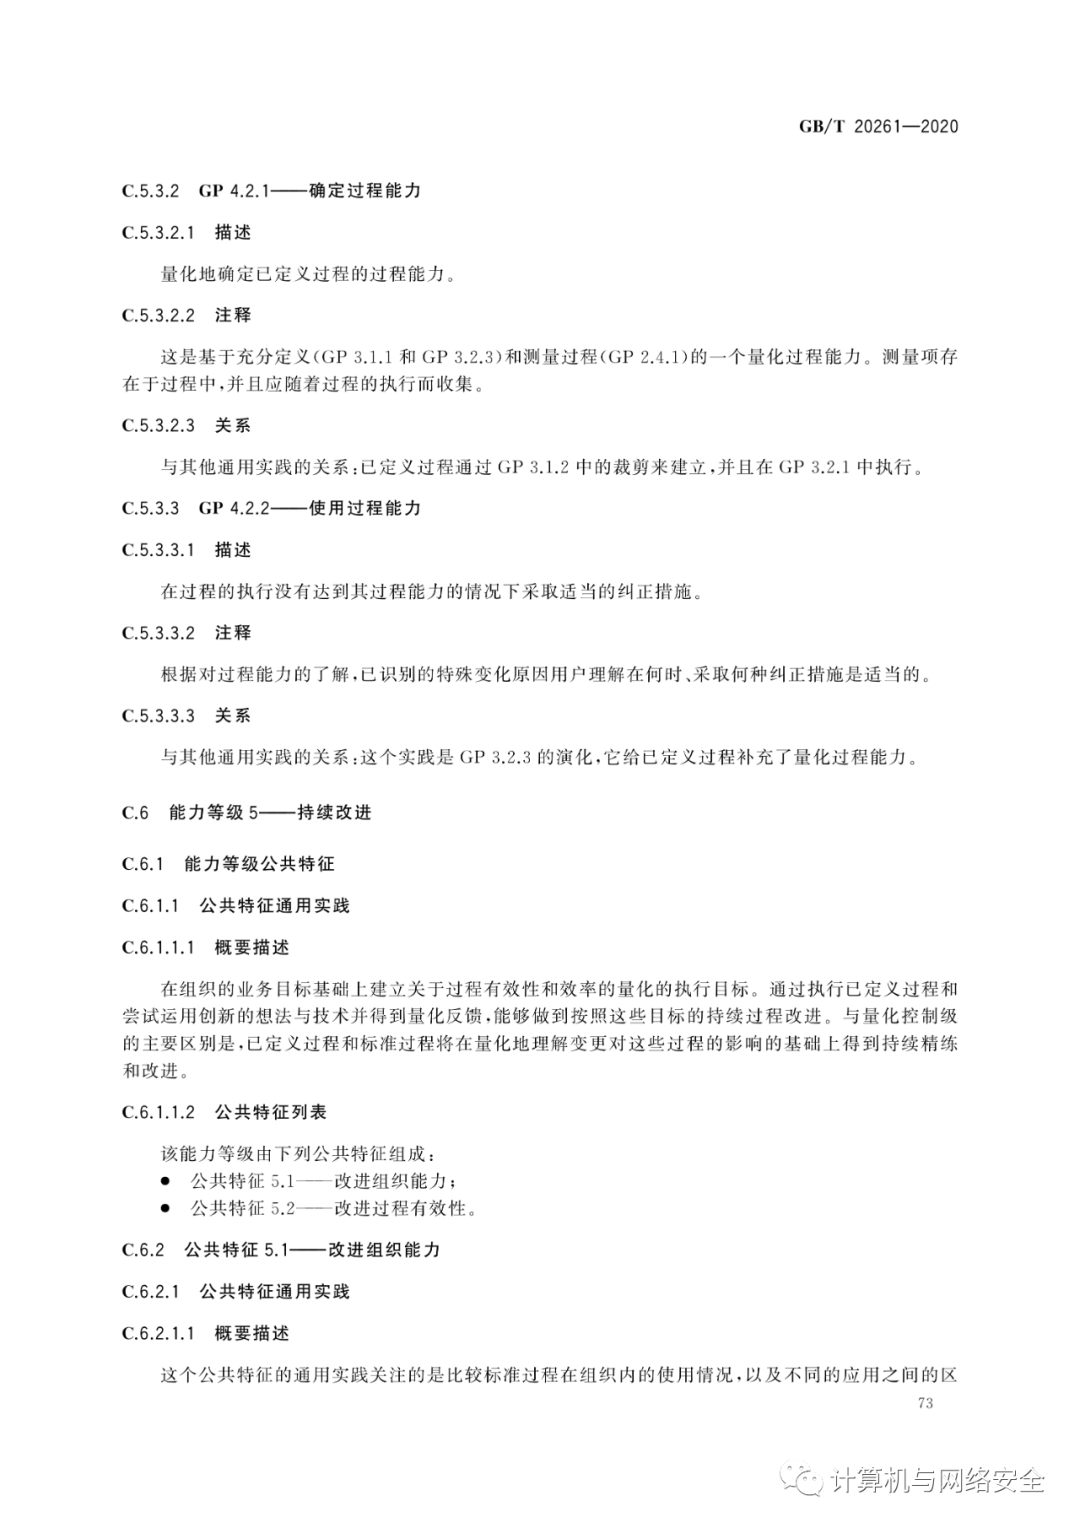 GB/T 20261—2020
C.5.3.2 GP 4.2.1——确定过程能力
C.5.3.2.1 描述
量化地确定已定义过程的过程能力。
C.5.3.2.2 注释
这是基于充分定义(GP 3.1.1 和 GP 3.2.3)和测量过程(GP 2.4.1)的一个量化过程能力。测量项存
在于过程中,并且应随着过程的执行而收集。
C.5.3.2.3 关系
与其他通用实践的关系:已定义过程通过 GP 3.1.2 中的裁剪来建立,并且在 GP 3.2.1 中执行。
C.5.3.3 GP 4.2.2——使用过程能力
C.5.3.3.1 描述
在过程的执行没有达到其过程能力的情况下采取适当的纠正措施。
C.5.3.3.2 注释
根据对过程能力的了解,已识别的特殊变化原因用户理解在何时、采取何种纠正措施是适当的。
C.5.3.3.3 关系
与其他通用实践的关系:这个实践是 GP 3.2.3 的演化,它给已定义过程补充了量化过程能力。
C.6 能力等级 5——持续改进
C.6.1 能力等级公共特征
C.6.1.1 公共特征通用实践
C.6.1.1.1 概要描述
在组织的业务目标基础上建立关于过程有效性和效率的量化的执行目标。通过执行已定义过程和
尝试运用创新的想法与技术并得到量化反馈,能够做到按照这些目标的持续过程改进。与量化控制级
的主要区别是,已定义过程和标准过程将在量化地理解变更对这些过程的影响的基础上得到持续精练
和改进。
C.6.1.1.2 公共特征列表
该能力等级由下列公共特征组成:
● 公共特征 5.1——改进组织能力;
● 公共特征 5.2——改进过程有效性。
C.6.2 公共特征 5.1——改进组织能力
C.6.2.1 公共特征通用实践
C.6.2.1.1 概要描述
这个公共特征的通用实践关注的是比较标准过程在组织内的使用情况,以及不同的应用之间的区
73
计算机与网络安全